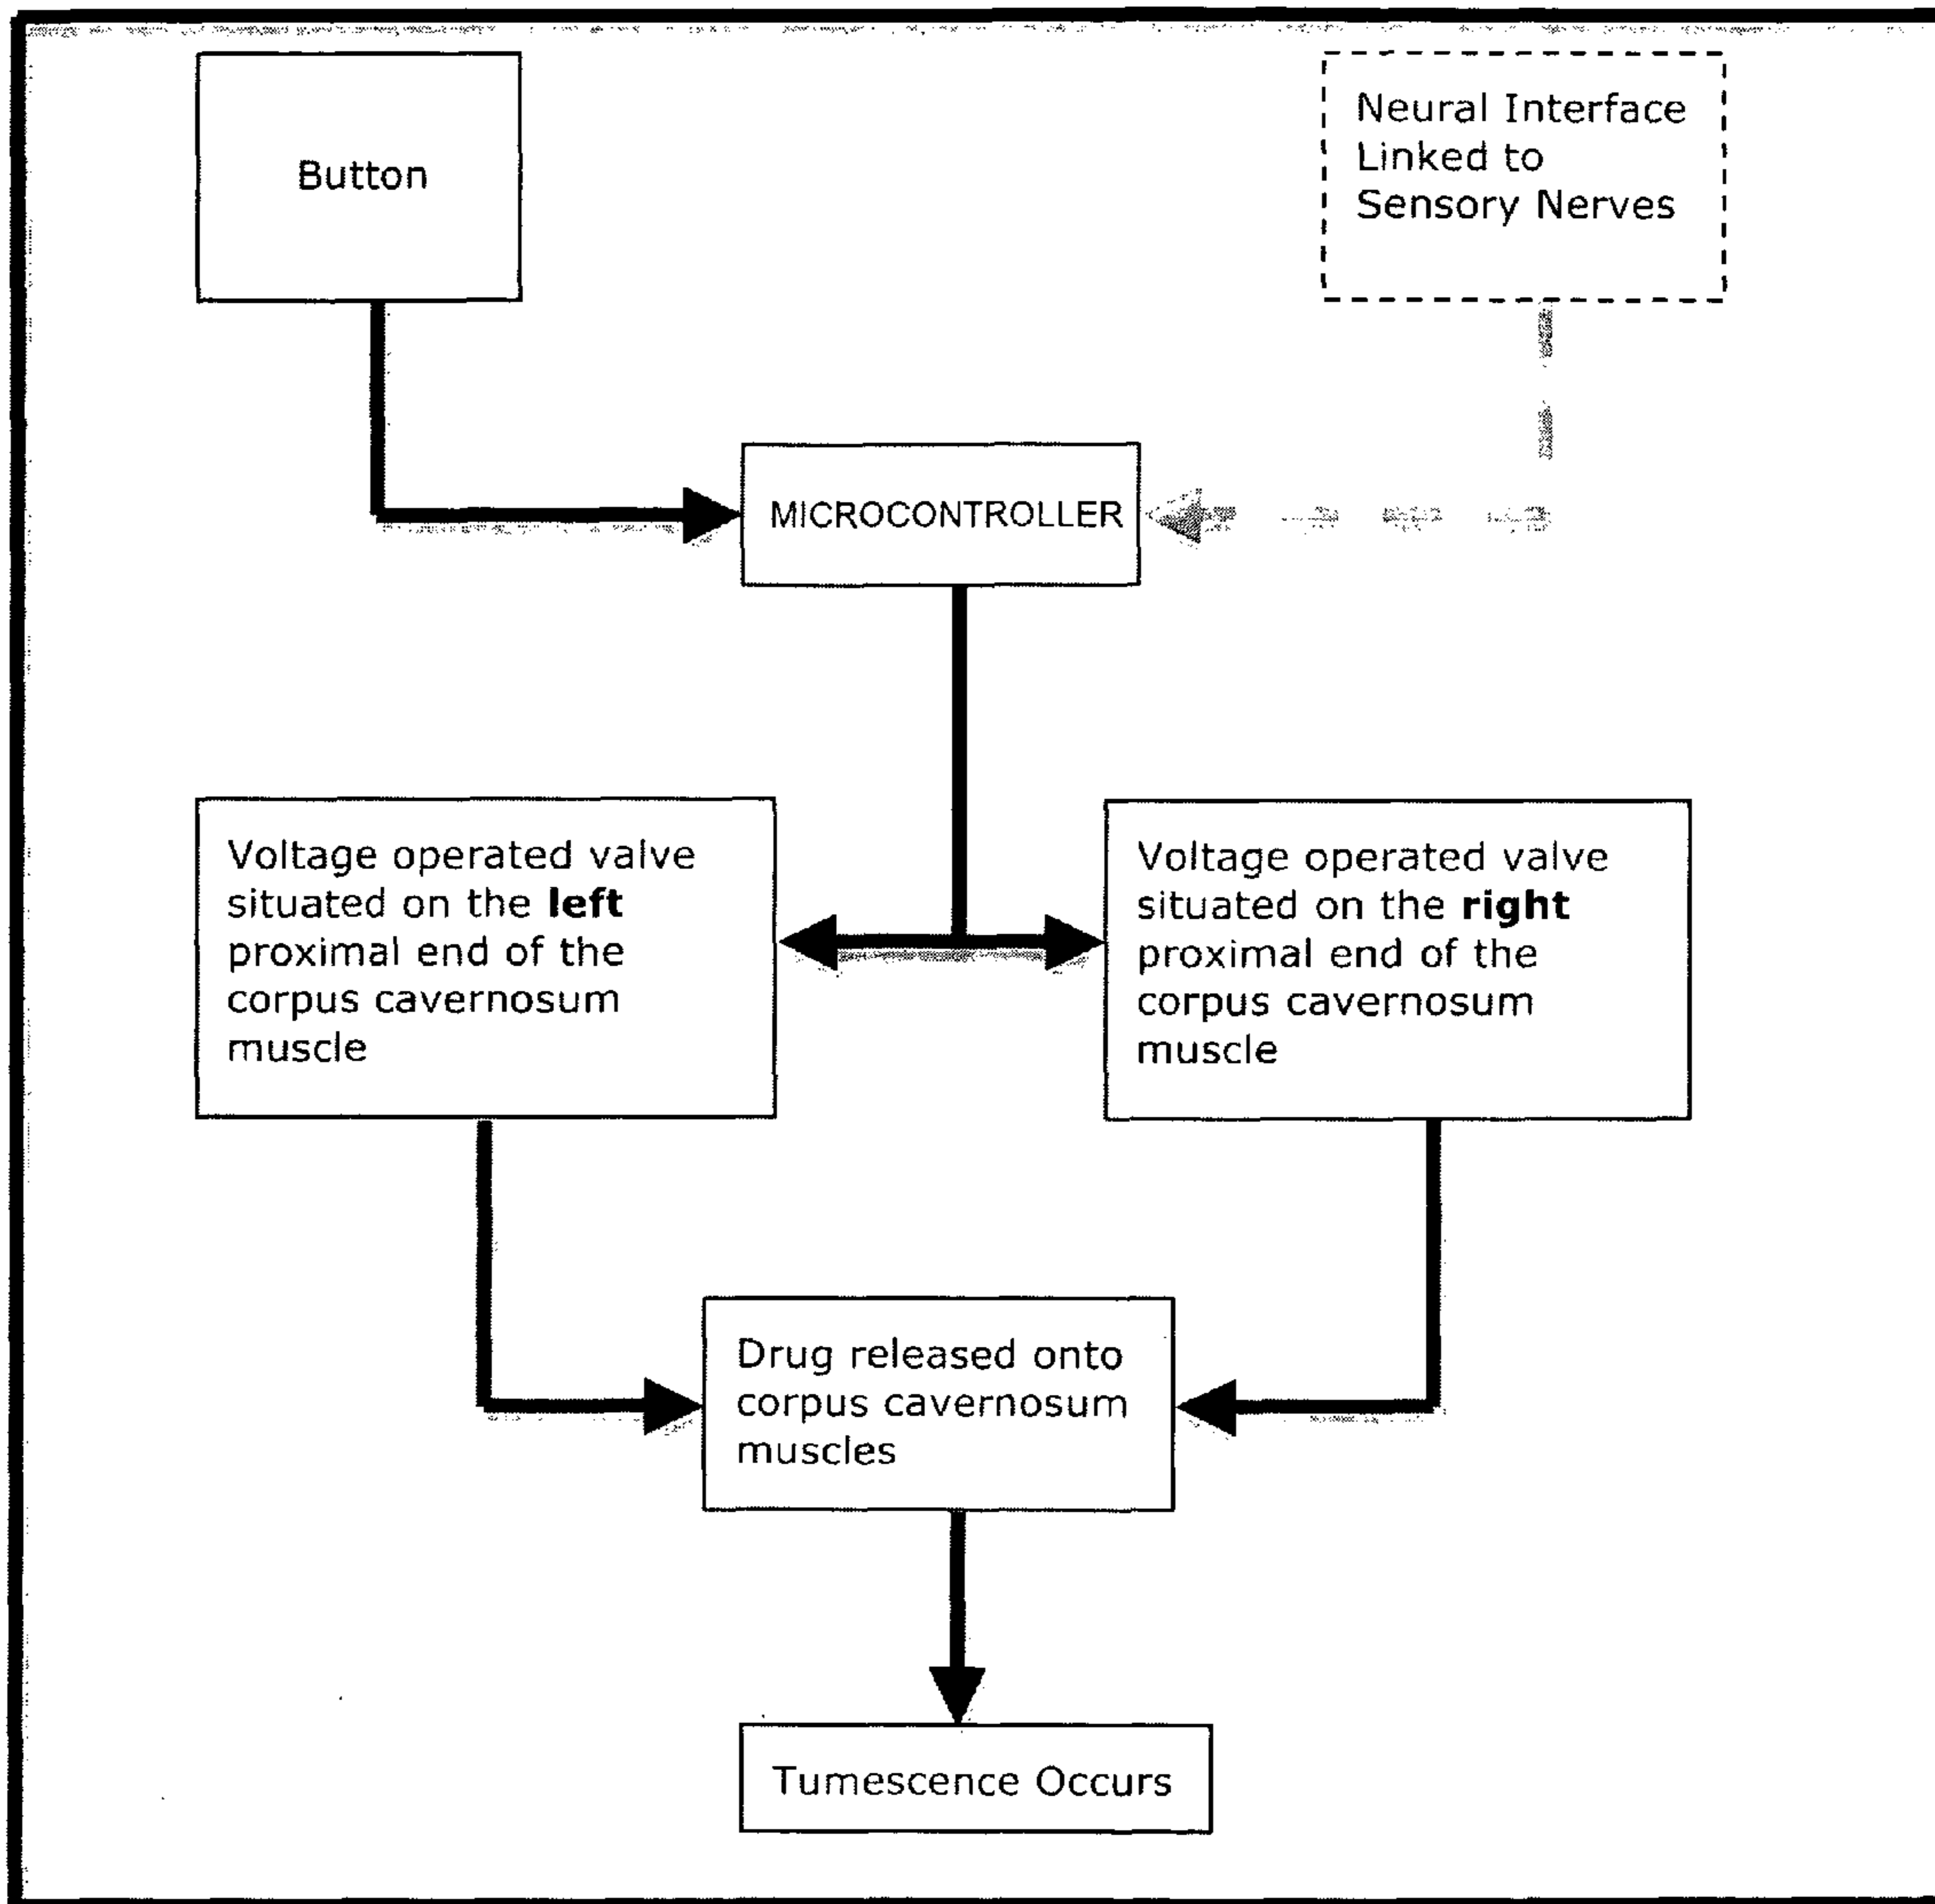 Button
Neural Interface
Linked to
Sensory Nerves
MICROCONTROLLER
Voltage operated valve
situated on the left
proximal end of the
corpus cavernosum
muscle
Voltage operated valve
situated on the right
proximal end of the
corpus cavernosum
muscle
Drug released onto
corpus cavernosum
muscles
Tumescence Occurs